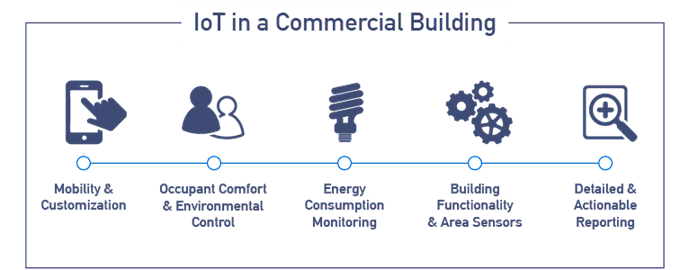 IoT in a Commercial Building
Mobility &
Customization
Occupant Comfort
& Environmental
Control
Energy
Consumption
Monitoring
Building
Functionality
& Area Sensors
Detailed &
Actionable
Reporting